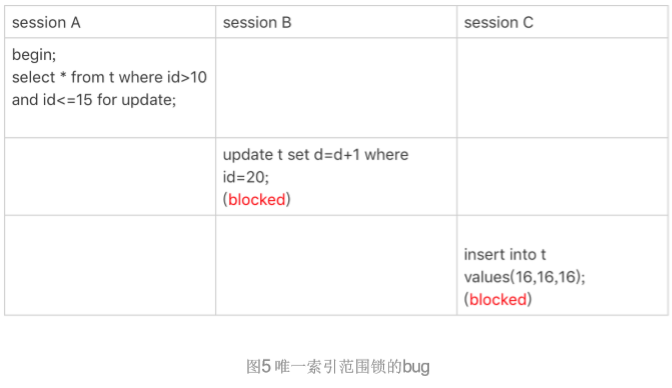 session A
session B
session C
begin;
select * from t where id>10
and id<=15 for update;
update t set d=d+1 where
id=20;
(blocked)
insert into t
values(16,16,16);
(blocked)
图5 唯一索引范围锁的bug